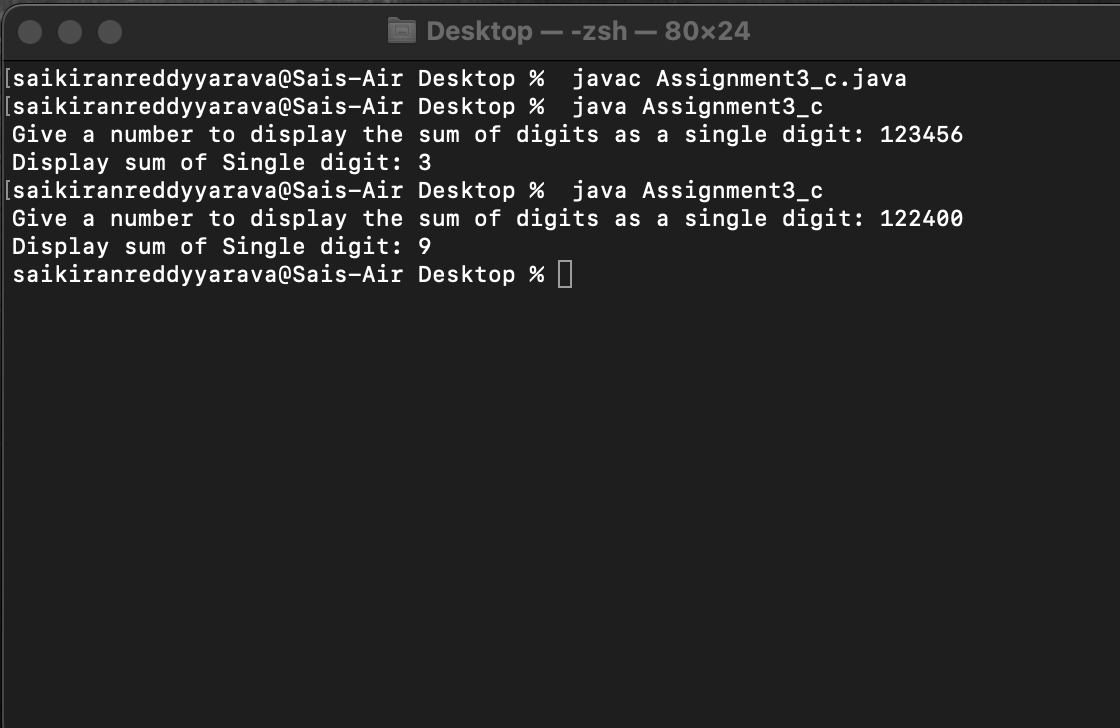 Desktop — -zsh — 80×24
[saikiranreddyyarava@Sais-Air Desktop %  javac Assignment3_c.java
[saikiranreddyyarava@Sais-Air Desktop %  java Assignment3_c
Give a number to display the sum of digits as a single digit: 123456
Display sum of Single digit: 3
[saikiranreddyyarava@Sais-Air Desktop %  java Assignment3_c
Give a number to display the sum of digits as a single digit: 122400
Display sum of Single digit: 9
saikiranreddyyarava@Sais-Air Desktop %